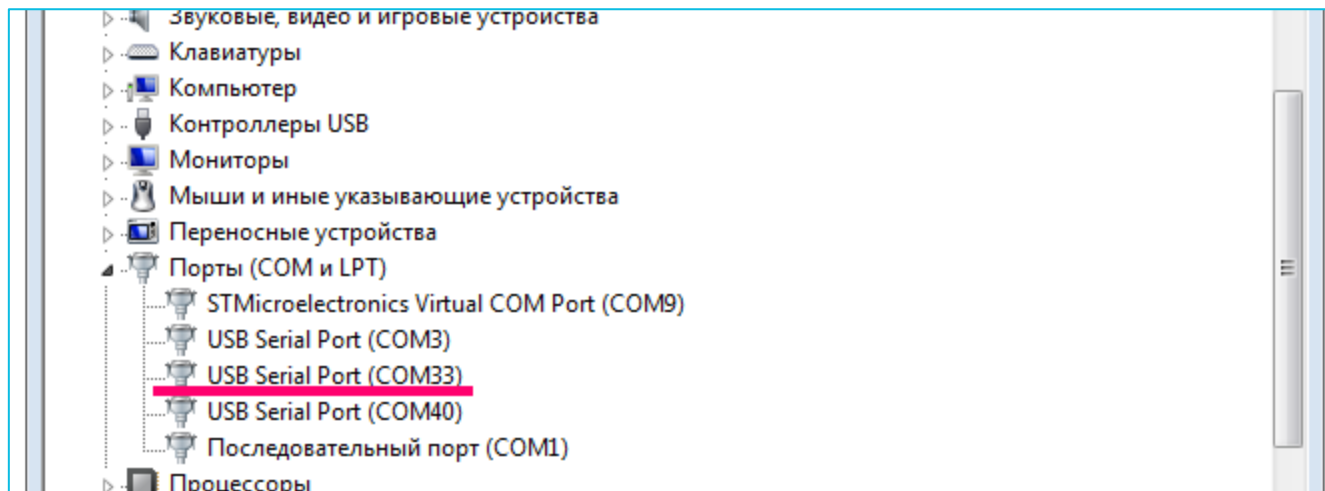 Звуковые, видео и игровые устройства
Клавиатуры
Компьютер
Контроллеры USB
Мониторы
Мыши и иные указывающие устройства
Переносные устройства
Порты (COM и LPT)
STMicroelectronics Virtual COM Port (COM9)
USB Serial Port (COM3)
USB Serial Port (COM33)
USB Serial Port (COM40)
Последовательный порт (COM1)
Процессоры